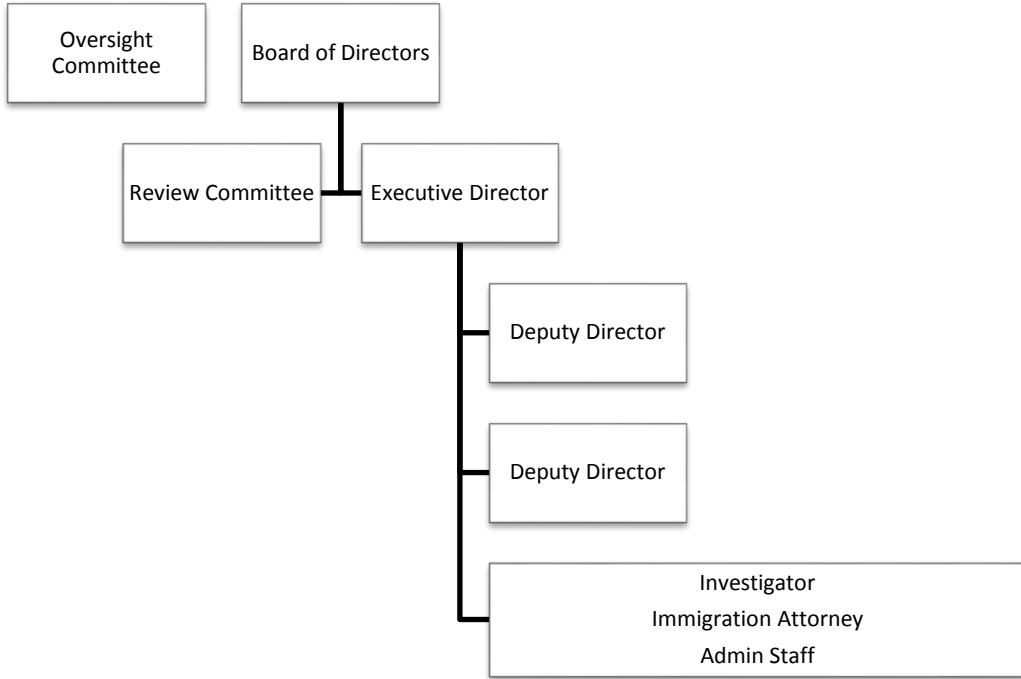 Oversight
Committee
Board of Directors
Review Committee
Executive Director
Deputy Director
Deputy Director
Investigator
Immigration Attorney
Admin Staff